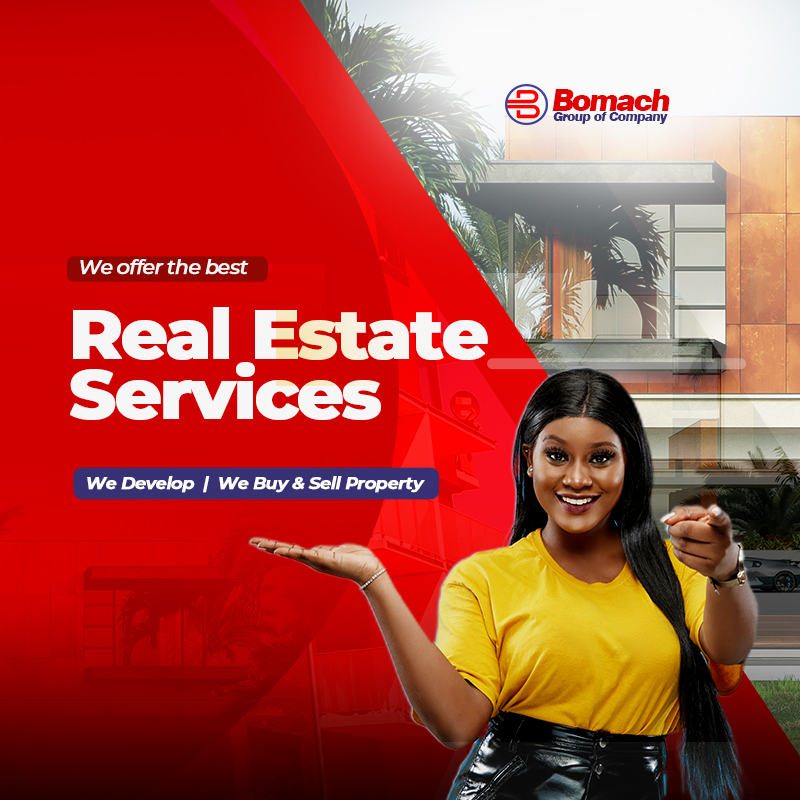 Bomach
Group of Company
We offer the best
Real Estate
Services
We Develop | We Buy & Sell Property